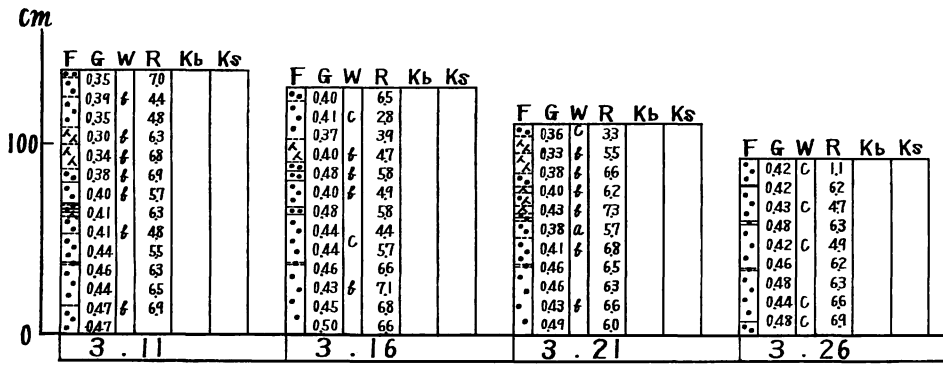 cm
F G W R Kb Ks
0.35 7.0
0.39 b 4.4
0.35 4.8
0.30 b 6.3
0.34 b 6.8
0.38 b 6.9
0.40 b 5.7
0.41 6.3
0.41 b 4.8
0.44 5.5
0.46 6.3
0.44 6.5
0.47 b 6.9
0.47
3.11
F G W R Kb Ks
0.40 6.5
0.41 c 2.8
0.37 3.9
0.40 b 4.7
0.48 b 5.8
0.40 b 4.9
0.48 5.8
0.44 4.4
0.44 c 5.7
0.46 6.6
0.43 b 7.1
0.45 6.8
0.50 6.6
3.16
F G W R Kb Ks
0.36 c 3.3
0.33 b 5.5
0.38 b 6.6
0.40 b 6.2
0.43 b 7.3
0.38 a 5.7
0.41 b 6.8
0.46 6.5
0.46 6.3
0.43 b 6.6
0.49 6.0
3.21
F G W R Kb Ks
0.42 c 1.1
0.42 6.2
0.43 c 4.7
0.48 6.3
0.42 c 4.9
0.46 6.2
0.48 6.3
0.44 c 6.6
0.48 c 6.9
3.26
100
0